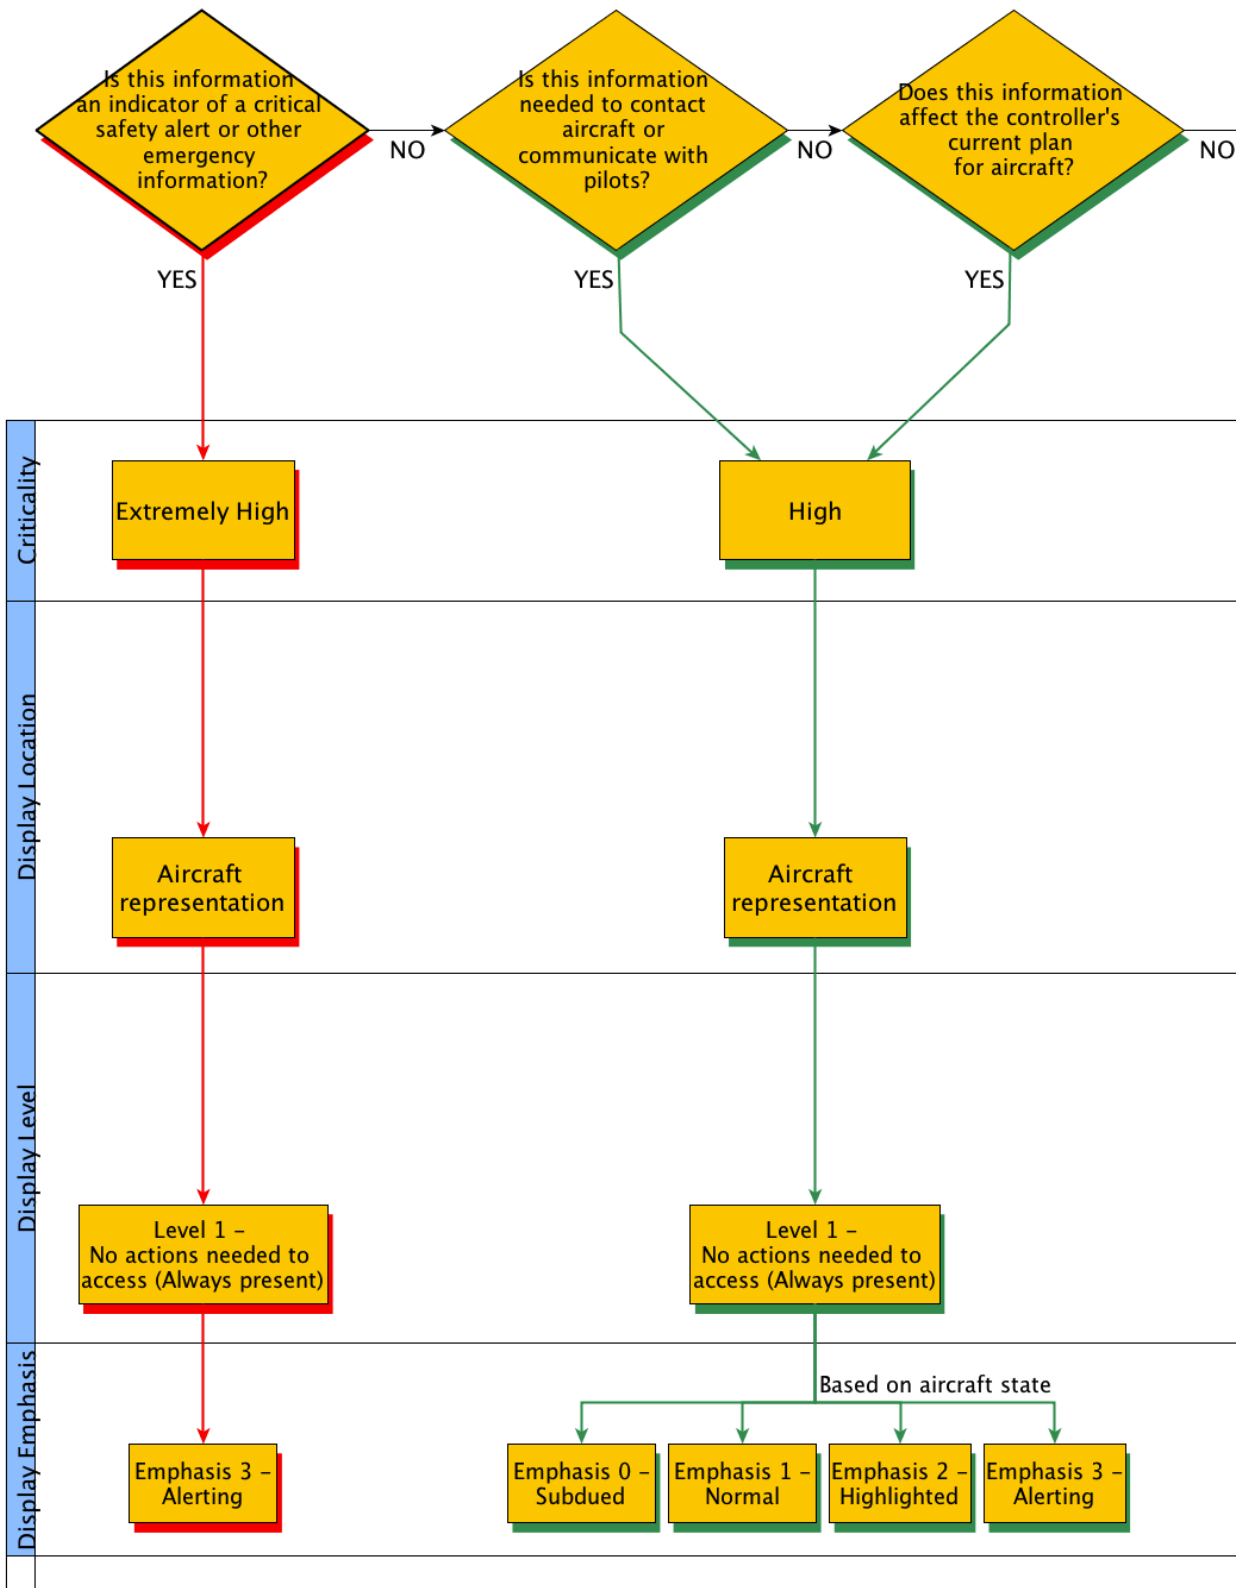 Is this information
an indicator of a critical
safety alert or other
emergency
information?
NO
Is this information
needed to contact
aircraft or
communicate with
pilots?
NO
Does this information
affect the controller's
current plan
for aircraft?
NO
YES
YES
YES
Criticality
Extremely High
High
Display Location
Aircraft
representation
Aircraft
representation
Display Level
Level 1 –
No actions needed to
access (Always present)
Level 1 –
No actions needed to
access (Always present)
Display Emphasis
Based on aircraft state
Emphasis 3 –
Alerting
Emphasis 0 –
Subdued
Emphasis 1 –
Normal
Emphasis 2 –
Highlighted
Emphasis 3 –
Alerting